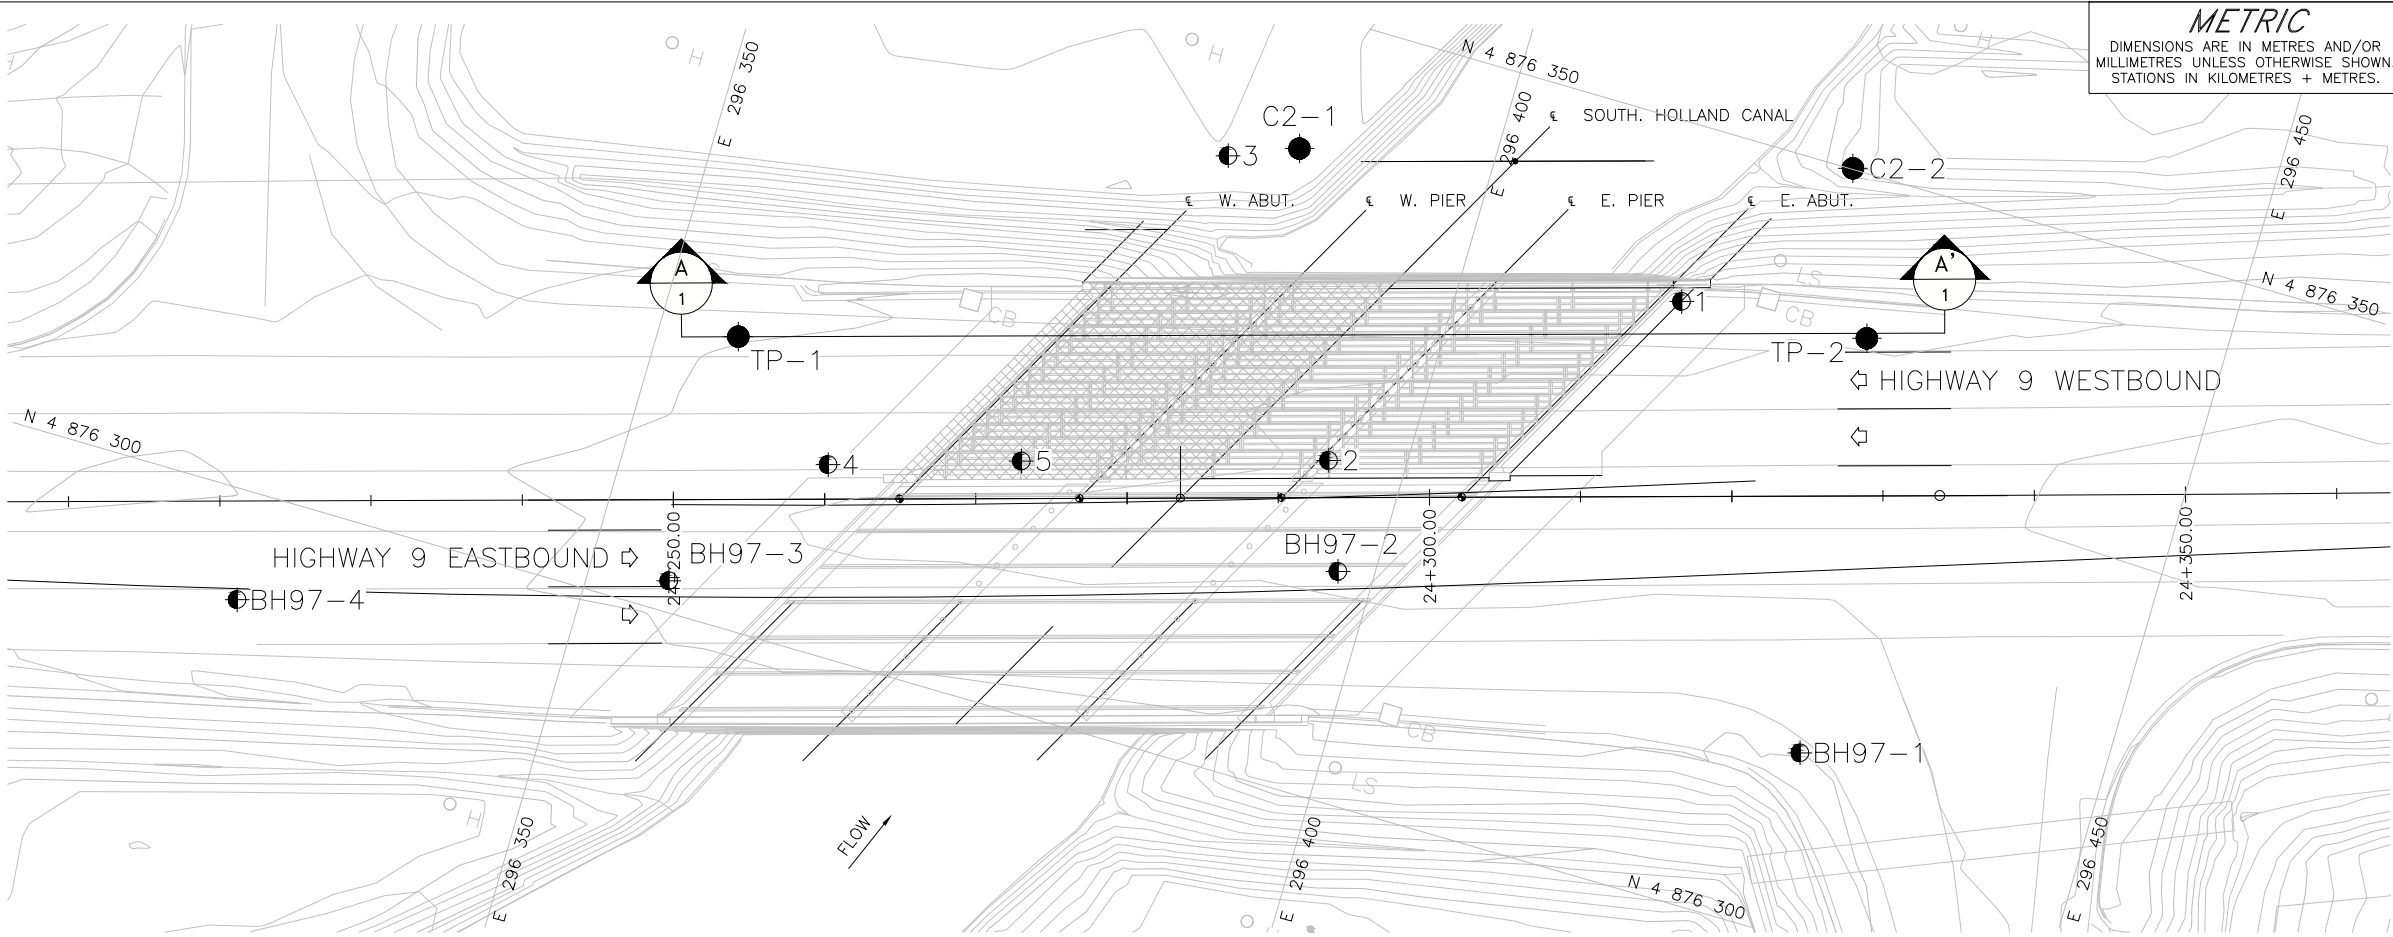 METRIC
DIMENSIONS ARE IN METRES AND/OR
MILLIMETRES UNLESS OTHERWISE SHOWN.
STATIONS IN KILOMETRES + METRES.
H
H
H
H
E 296 350
N 4 876 350
E 296 400
E 296 450
C2-1
3
℄ SOUTH. HOLLAND CANAL
C2-2
℄ W. ABUT.
℄ W. PIER
℄ E. PIER
℄ E. ABUT.
A
1
A'
1
LS
N 4 876 350
CB
1
CB
TP-1
TP-2
HIGHWAY 9 WESTBOUND
N 4 876 300
4
5
2
24+250.00
24+300.00
24+350.00
HIGHWAY 9 EASTBOUND
BH97-3
BH97-2
BH97-4
CB
BH97-1
LS
H
FLOW
E 296 350
E 296 400
E 296 450
N 4 876 300